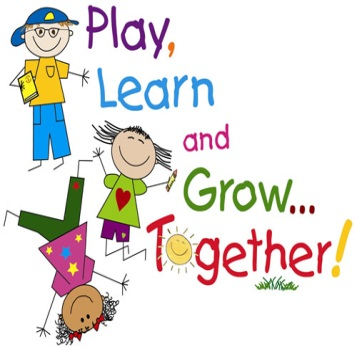 Play,
Learn
and
Grow...
Together!